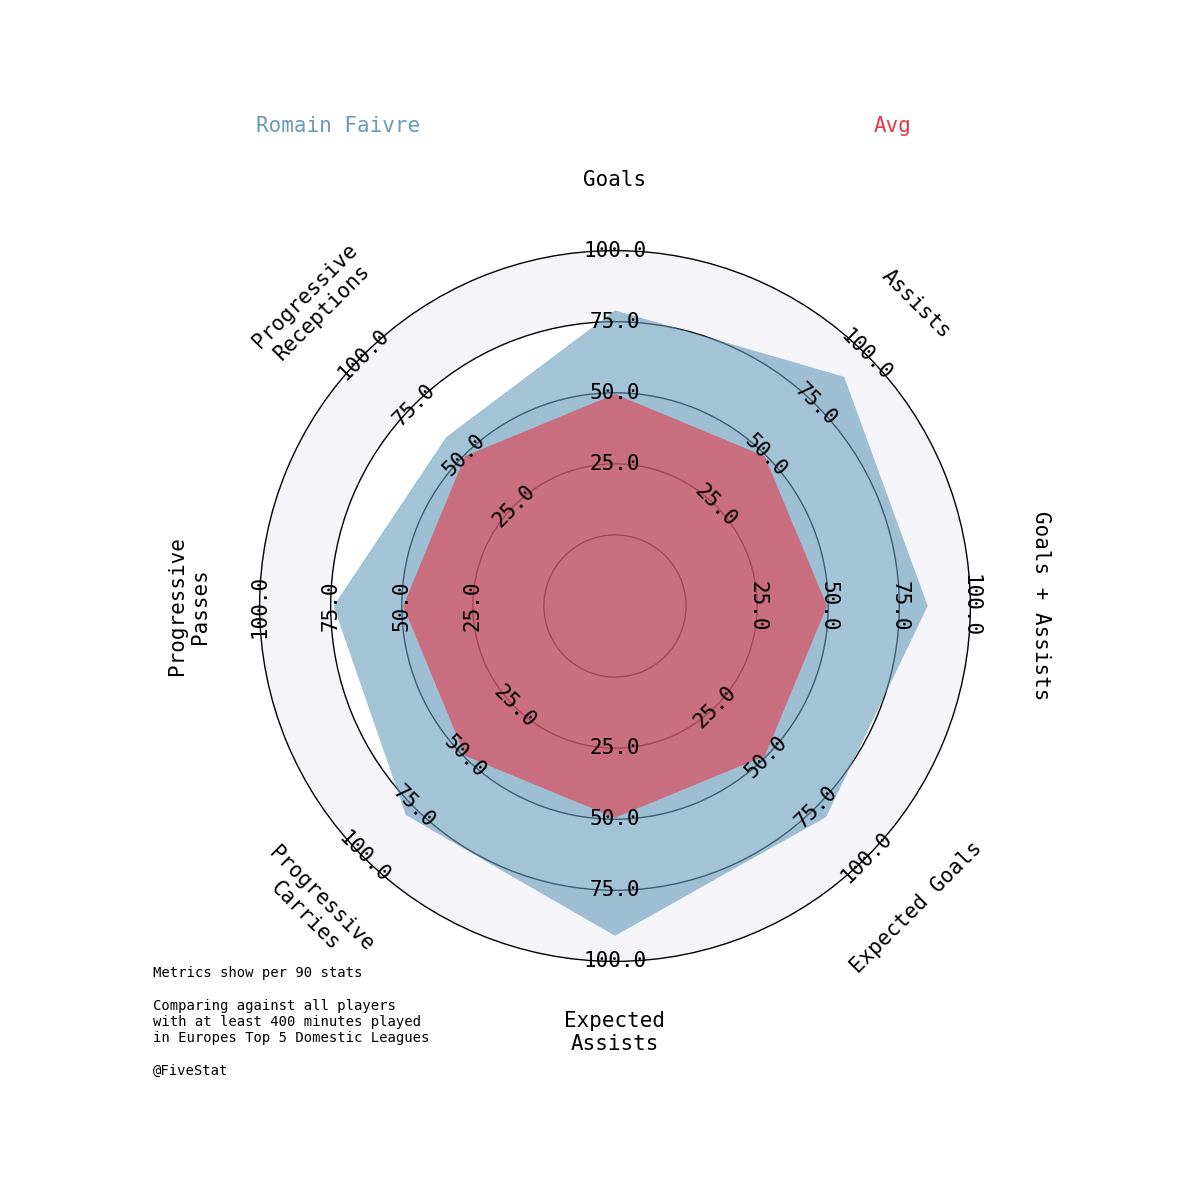 Romain Faivre
Avg
Goals
Assists
Goals + Assists
Expected Goals
Expected
Assists
Progressive
Carries
Progressive
Passes
Progressive
Receptions
100.0
75.0
50.0
25.0
100.0
75.0
50.0
25.0
100.0
75.0
50.0
25.0
100.0
75.0
50.0
25.0
100.0
75.0
50.0
25.0
100.0
75.0
50.0
25.0
100.0
75.0
50.0
25.0
100.0
75.0
50.0
25.0
Metrics show per 90 stats
Comparing against all players
with at least 400 minutes played
in Europes Top 5 Domestic Leagues
@FiveStat